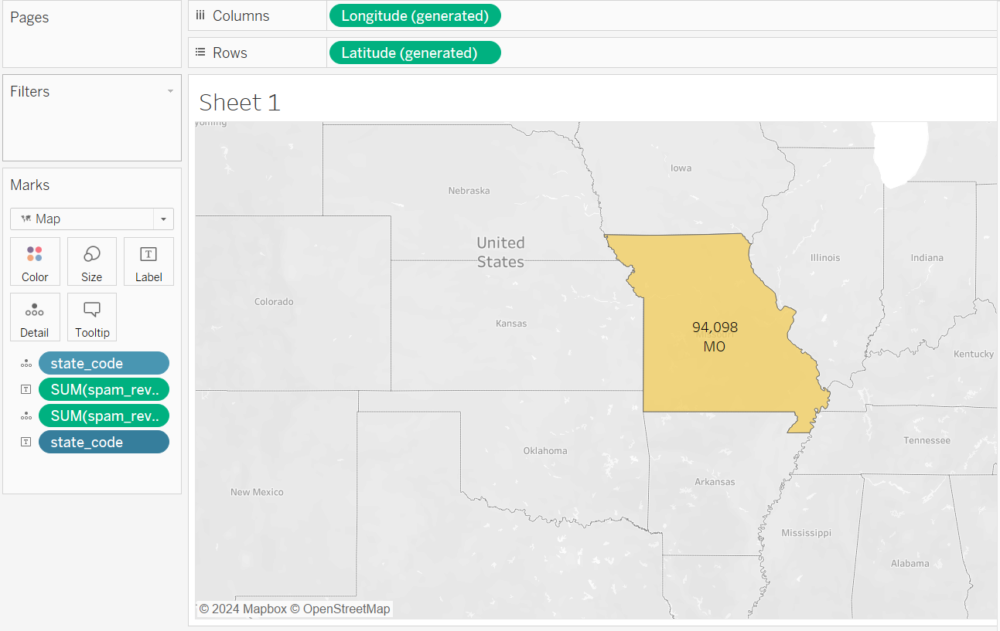 Pages
Columns
Longitude (generated)
Rows
Latitude (generated)
Filters
Sheet 1
yoming
Marks
Map
Color
Size
Label
Detail
Tooltip
state_code
SUM(spam_rev..
SUM(spam_rev..
state_code
Iowa
Nebraska
United
States
Illinois
Indiana
Colorado
Kansas
94,098
MO
Kentucky
Oklahoma
Tennessee
Arkansas
New Mexico
Mississippi
Alabama
© 2024 Mapbox © OpenStreetMap